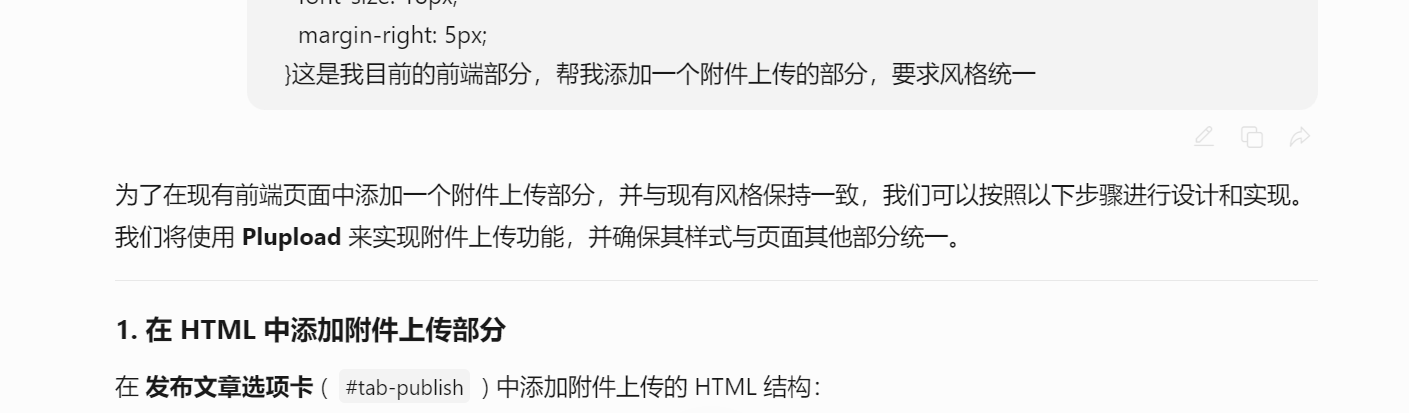 font-size: 16px;
margin-right: 5px;
}这是我目前的前端部分，帮我添加一个附件上传的部分，要求风格统一
为了在现有前端页面中添加一个附件上传部分，并与现有风格保持一致，我们可以按照以下步骤进行设计和实现。
我们将使用 Plupload 来实现附件上传功能，并确保其样式与页面其他部分统一。
1. 在 HTML 中添加附件上传部分
在 发布文章选项卡 ( #tab-publish ) 中添加附件上传的 HTML 结构：